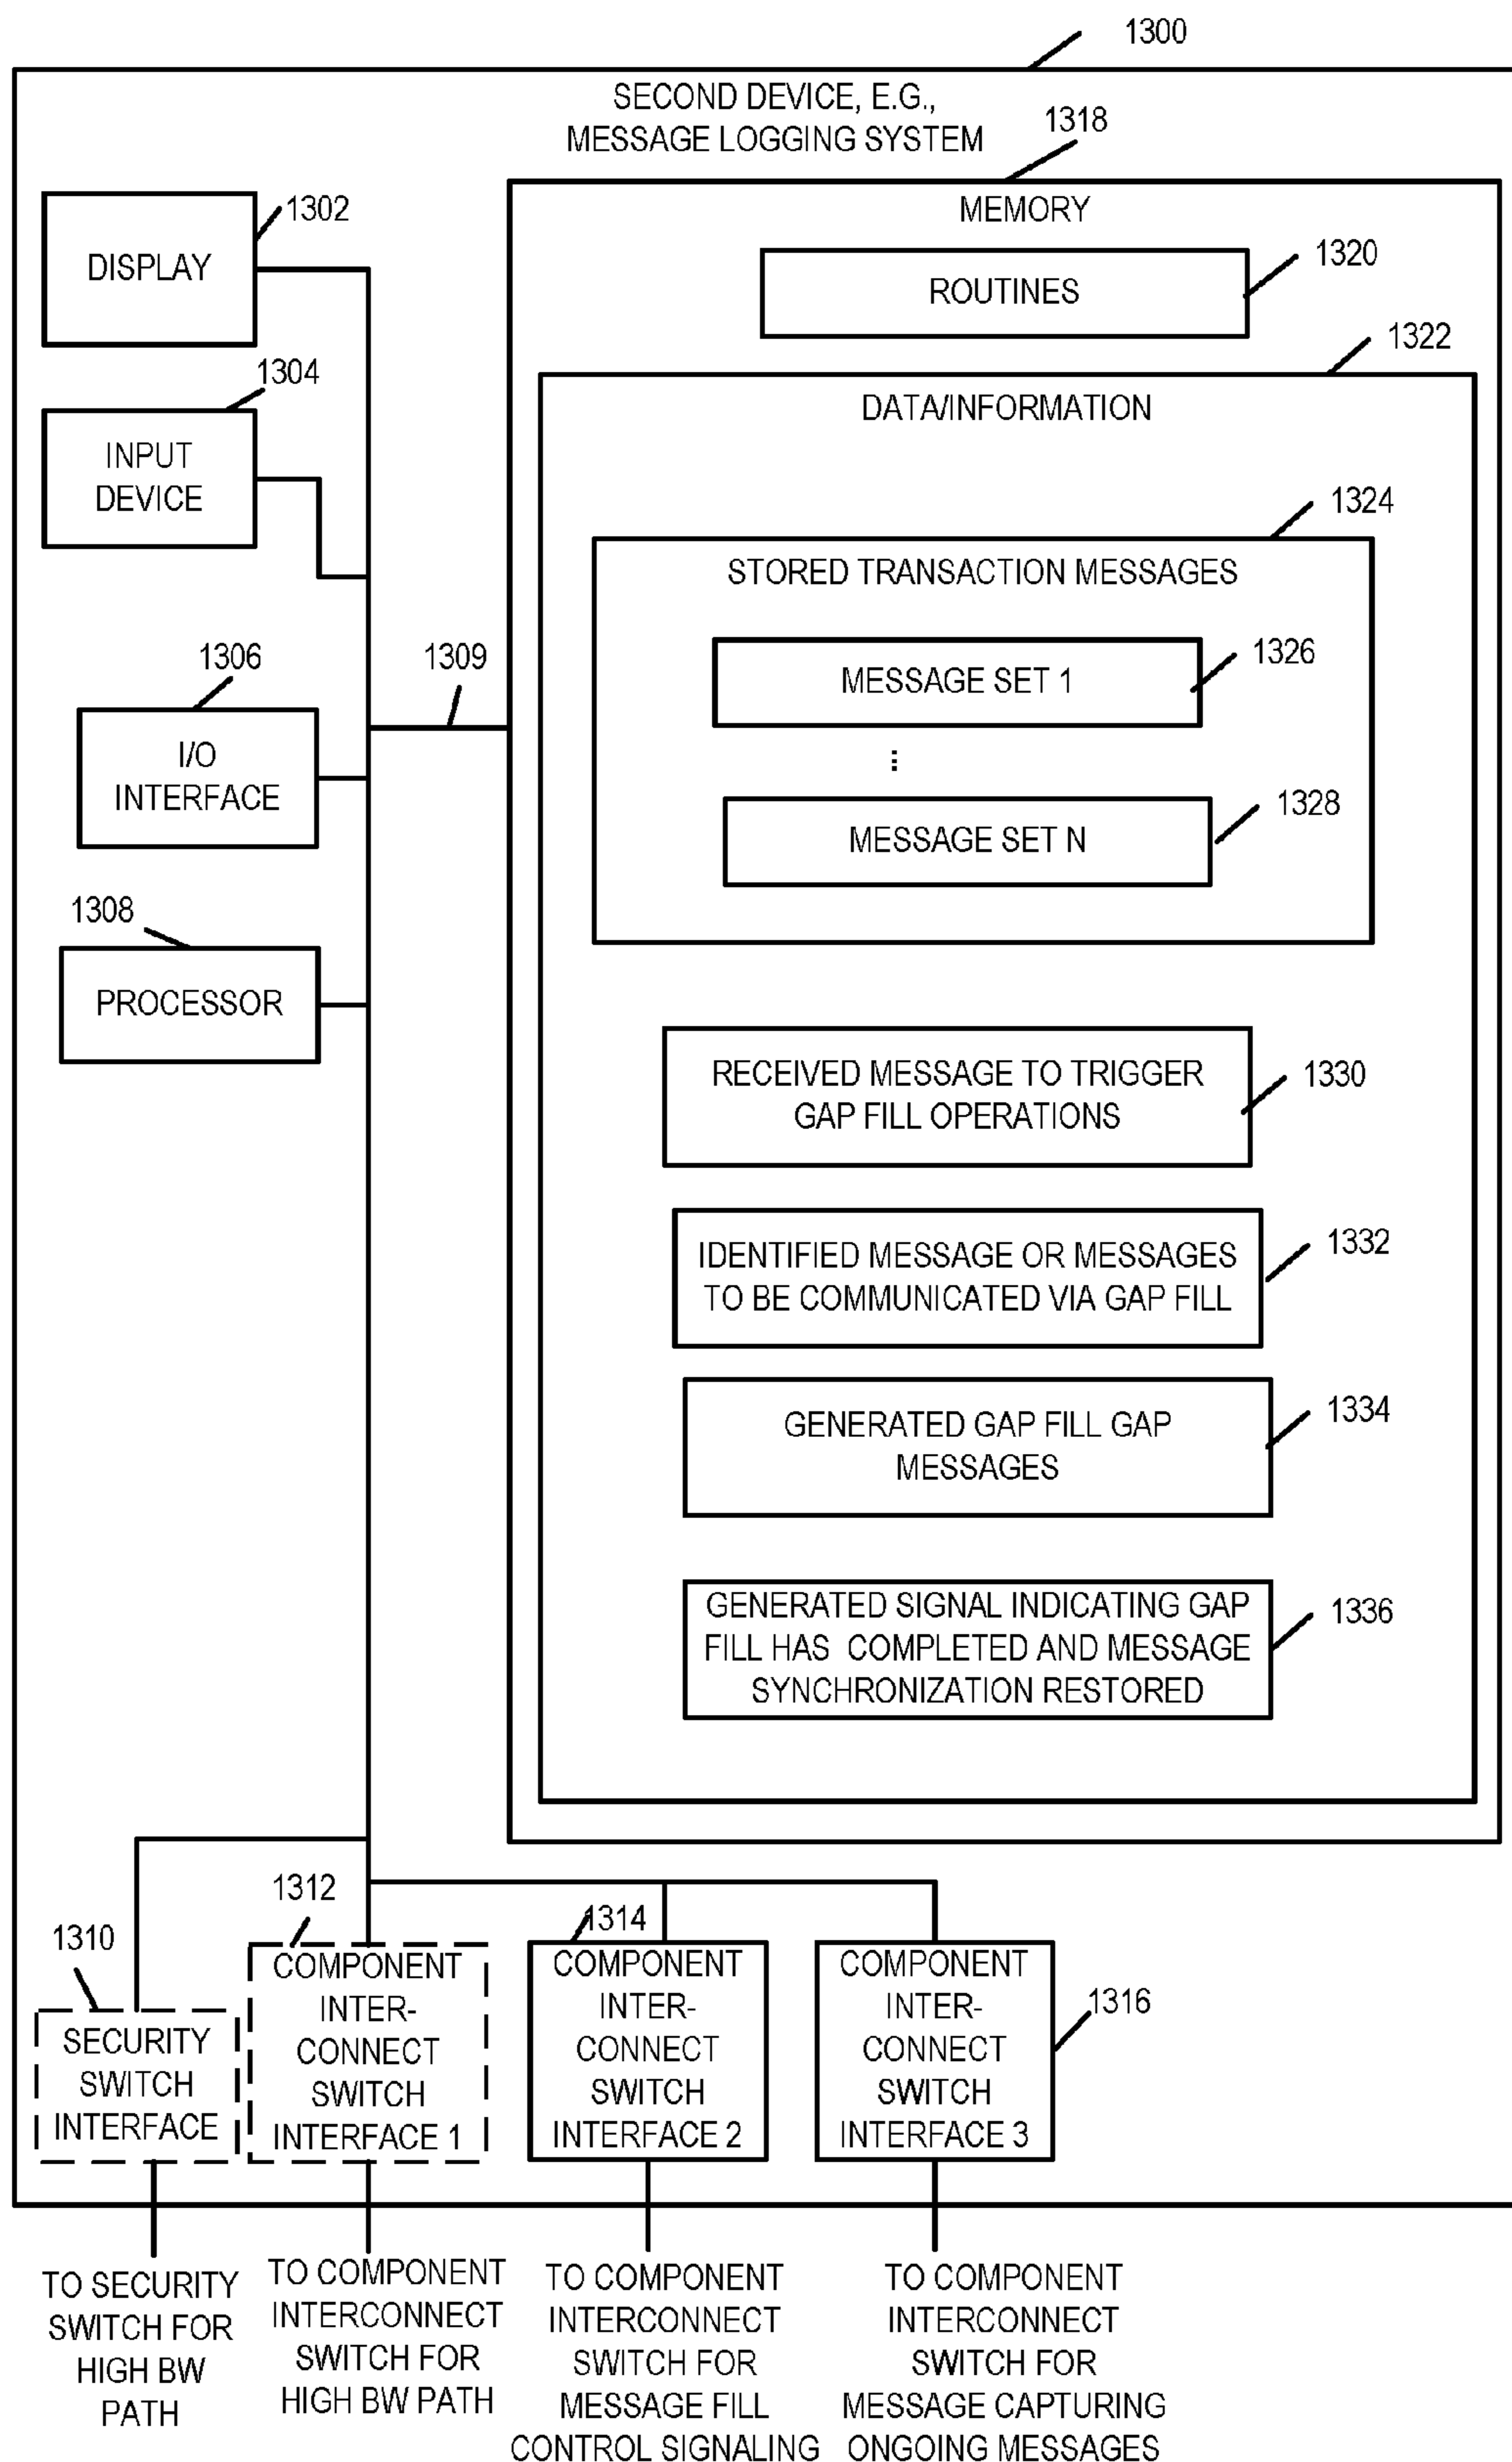 1300
SECOND DEVICE, E.G.,
MESSAGE LOGGING SYSTEM
1318
MEMORY
1302
DISPLAY
1320
ROUTINES
1322
DATA/INFORMATION
1304
INPUT
DEVICE
1324
STORED TRANSACTION MESSAGES
1326
MESSAGE SET 1
...
1328
MESSAGE SET N
1306
I/O
INTERFACE
1309
1308
PROCESSOR
RECEIVED MESSAGE TO TRIGGER
GAP FILL OPERATIONS
1330
IDENTIFIED MESSAGE OR MESSAGES
TO BE COMMUNICATED VIA GAP FILL
1332
GENERATED GAP FILL GAP
MESSAGES
1334
GENERATED SIGNAL INDICATING GAP
FILL HAS COMPLETED AND MESSAGE
SYNCHRONIZATION RESTORED
1336
1310
SECURITY
SWITCH
INTERFACE
1312
COMPONENT
INTER-
CONNECT
SWITCH
INTERFACE 1
1314
COMPONENT
INTER-
CONNECT
SWITCH
INTERFACE 2
COMPONENT
INTER-
CONNECT
SWITCH
INTERFACE 3
1316
TO SECURITY
SWITCH FOR
HIGH BW
PATH
TO COMPONENT
INTERCONNECT
SWITCH FOR
HIGH BW PATH
TO COMPONENT
INTERCONNECT
SWITCH FOR
MESSAGE FILL
CONTROL SIGNALING
TO COMPONENT
INTERCONNECT
SWITCH FOR
MESSAGE CAPTURING
ONGOING MESSAGES